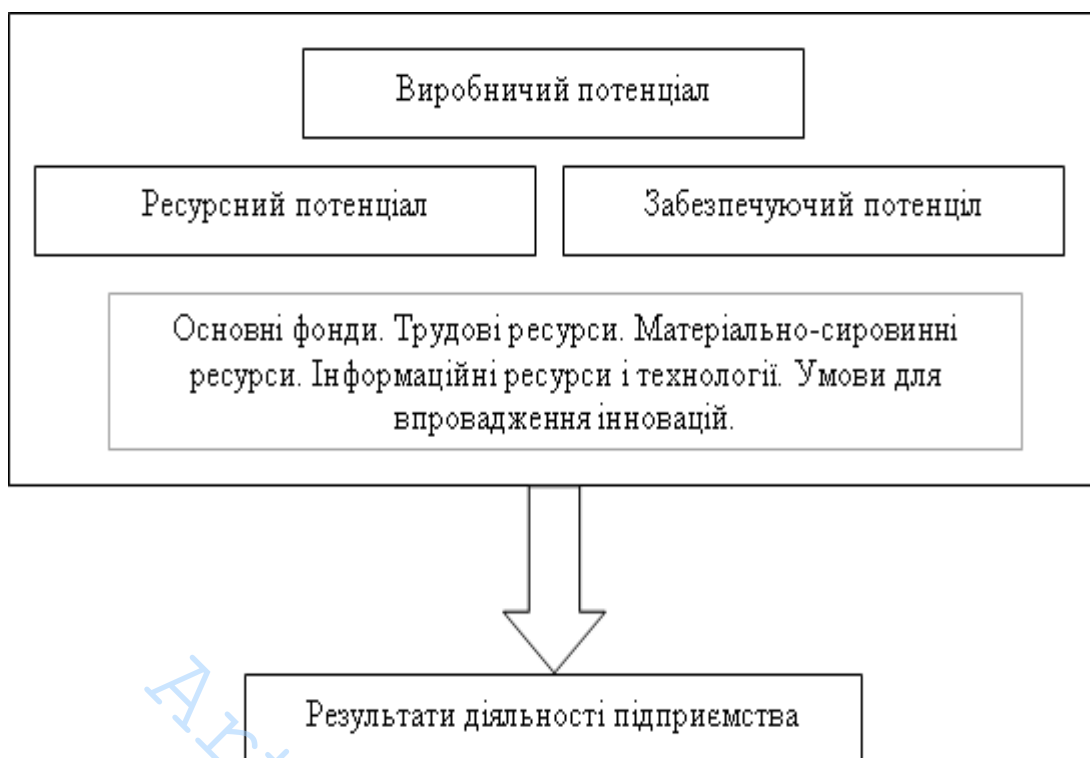 Виробничий потенціал
Ресурсний потенціал
Забезпечуючий потенціл
Основні фонди. Трудові ресурси. Матеріально-сировинні
ресурси. Інформаційні ресурси і технології. Умови для
впровадження інновацій.
Результати діяльності підприємства